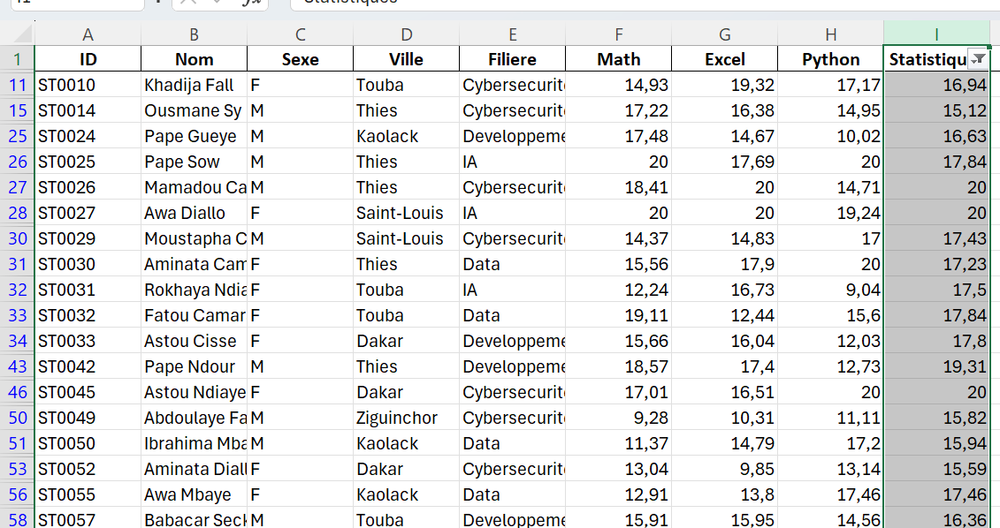 fx Statistiques
A B C D E F G H I
1 ID Nom Sexe Ville Filiere Math Excel Python Statistiqu
11 ST0010 Khadija Fall F Touba Cybersecurit 14,93 19,32 17,17 16,94
15 ST0014 Ousmane Sy M Thies Cybersecurit 17,22 16,38 14,95 15,12
25 ST0024 Pape Gueye M Kaolack Developpeme 17,48 14,67 10,02 16,63
26 ST0025 Pape Sow M Thies IA 20 17,69 20 17,84
27 ST0026 Mamadou Ca M Thies Cybersecurit 18,41 20 14,71 20
28 ST0027 Awa Diallo F Saint-Louis IA 20 20 19,24 20
30 ST0029 Moustapha C M Saint-Louis Cybersecurit 14,37 14,83 17 17,43
31 ST0030 Aminata Cam F Thies Data 15,56 17,9 20 17,23
32 ST0031 Rokhaya Ndia F Touba IA 12,24 16,73 9,04 17,5
33 ST0032 Fatou Camar F Touba Data 19,11 12,44 15,6 17,84
34 ST0033 Astou Cisse F Dakar Developpeme 15,66 16,04 12,03 17,8
43 ST0042 Pape Ndour M Thies Developpeme 18,57 17,4 12,73 19,31
46 ST0045 Astou Ndiaye F Dakar Cybersecurit 17,01 16,51 20 20
50 ST0049 Abdoulaye Fa M Ziguinchor Cybersecurit 9,28 10,31 11,11 15,82
51 ST0050 Ibrahima Mba M Kaolack Data 11,37 14,79 17,2 15,94
53 ST0052 Aminata Diall F Dakar Cybersecurit 13,04 9,85 13,14 15,59
56 ST0055 Awa Mbaye F Kaolack Data 12,91 13,8 17,46 17,46
58 ST0057 Babacar Seck M Touba Developpeme 15,91 15,95 14,56 16,36